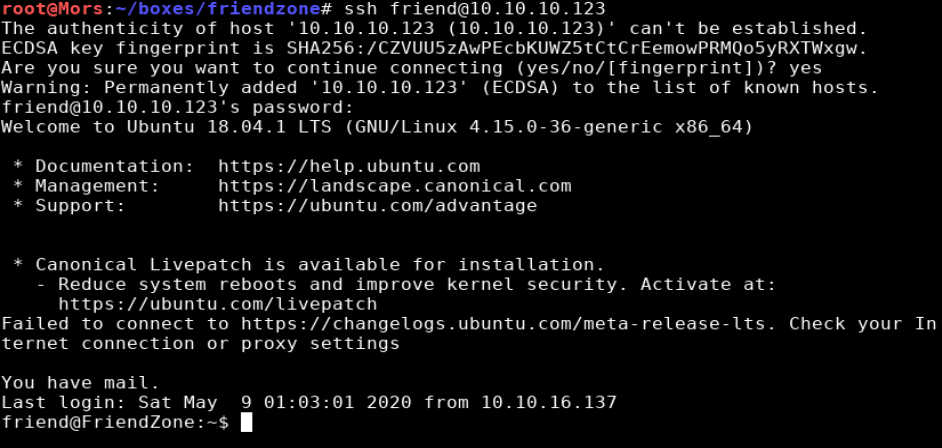 root@Mors:~/boxes/friendzone# ssh friend@10.10.10.123
The authenticity of host '10.10.10.123 (10.10.10.123)' can't be established.
ECDSA key fingerprint is SHA256:/CZVUU5zAwPEcbKUWZ5tCtCrEemowPRMQo5yRXTWxgw.
Are you sure you want to continue connecting (yes/no/[fingerprint])? yes
Warning: Permanently added '10.10.10.123' (ECDSA) to the list of known hosts.
friend@10.10.10.123's password:
Welcome to Ubuntu 18.04.1 LTS (GNU/Linux 4.15.0-36-generic x86_64)
* Documentation:  https://help.ubuntu.com
* Management:     https://landscape.canonical.com
* Support:        https://ubuntu.com/advantage
* Canonical Livepatch is available for installation.
- Reduce system reboots and improve kernel security. Activate at:
https://ubuntu.com/livepatch
Failed to connect to https://changelogs.ubuntu.com/meta-release-lts. Check your In
ternet connection or proxy settings
You have mail.
Last login: Sat May  9 01:03:01 2020 from 10.10.16.137
friend@FriendZone:~$